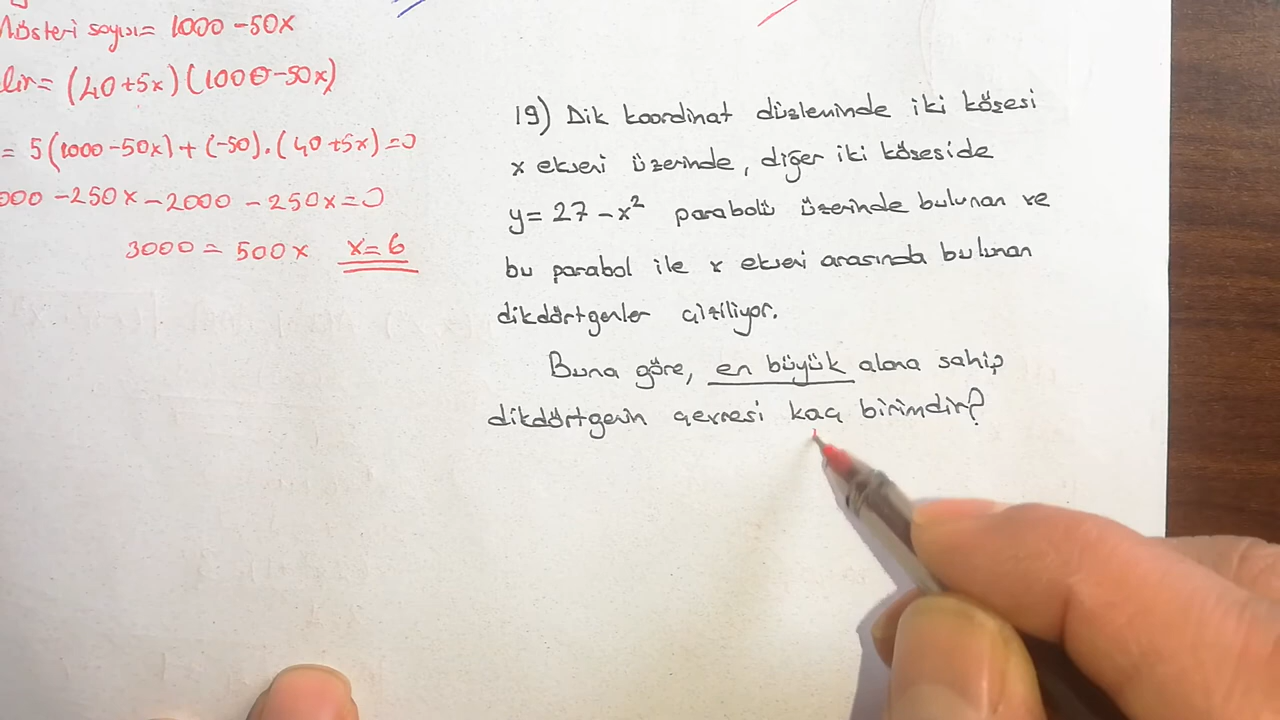 Müşteri sayısı = 1000 - 50x
= (40+5x)(1000-50x)
= 5(1000-50x)+(-50).(40+5x)=0
000 - 250x - 2000 - 250x = 0
3000 = 500x x=6
19) Dik koordinat düzleminde iki köşesi
x ekseni üzerinde, diğer iki köşeside
y = 27 - x² parabolü üzerinde bulunan ve
bu parabol ile x ekseni arasında bulunan
dikdörtgenler çiziliyor.
Buna göre, en büyük alana sahip
dikdörtgenin çevresi kaç birimdir?